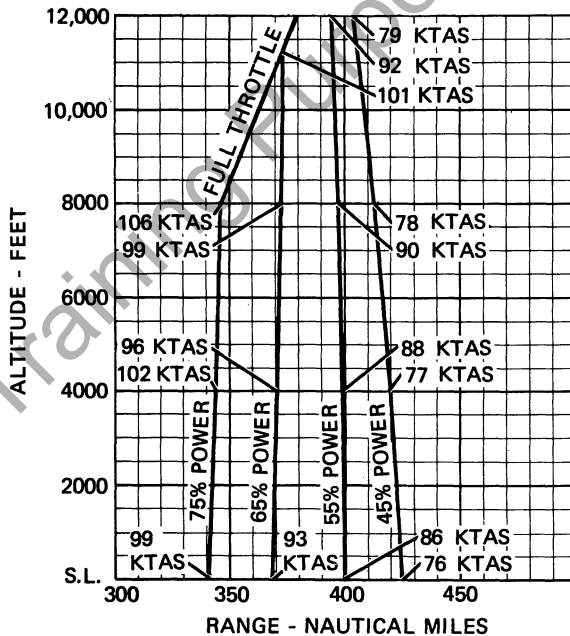 12,000
10,000
8000
6000
4000
2000
S.L.
ALTITUDE - FEET
FULL THROTTLE
79 KTAS
92 KTAS
101 KTAS
106 KTAS
99 KTAS
78 KTAS
90 KTAS
96 KTAS
102 KTAS
88 KTAS
77 KTAS
75% POWER
65% POWER
55% POWER
45% POWER
99
KTAS
93
KTAS
86 KTAS
76 KTAS
300
350
400
450
RANGE - NAUTICAL MILES
Training